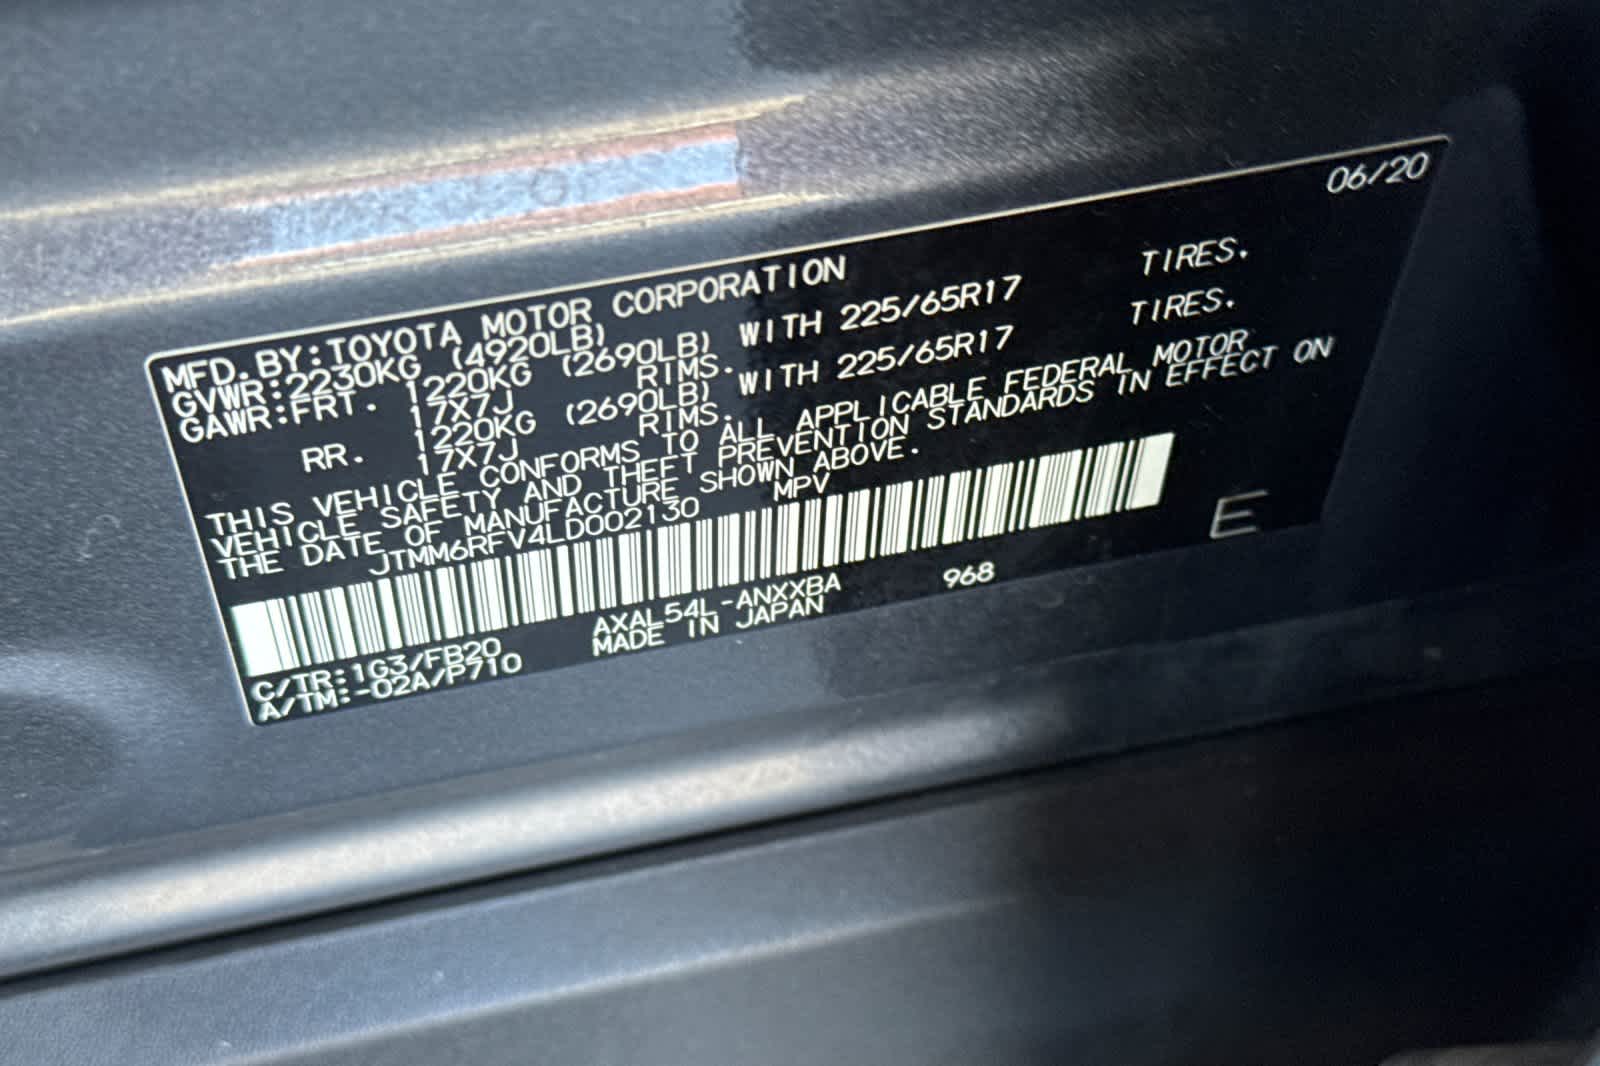 06/20
MFD.BY:TOYOTA MOTOR CORPORATION
GVWR:2230KG (4920LB)
GAWR:FRT. 1220KG (2690LB) WITH 225/65R17 TIRES.
17X7J RIMS.
RR. 1220KG (2690LB) WITH 225/65R17 TIRES.
17X7J RIMS.
THIS VEHICLE CONFORMS TO ALL APPLICABLE FEDERAL MOTOR
VEHICLE SAFETY AND THEFT PREVENTION STANDARDS IN EFFECT ON
THE DATE OF MANUFACTURE SHOWN ABOVE.
JTMM6RFV4LD002130 MPV
E
C/TR:1G3/FB20 AXAL54L-ANXXBA 968
A/TM:-02A/P710 MADE IN JAPAN